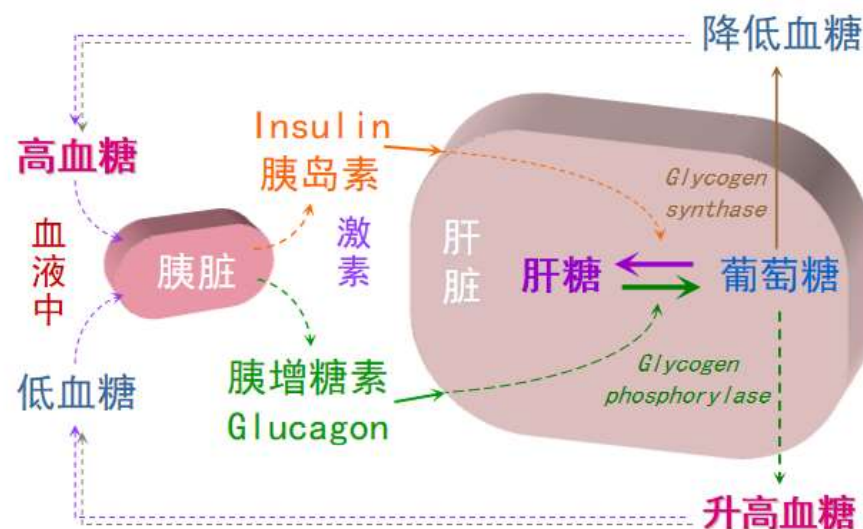 降低血糖
高血糖
Insulin
胰岛素
Glycogen
synthase
血液中
胰脏
激素
肝脏
肝糖
葡萄糖
低血糖
胰增糖素
Glucagon
Glycogen
phosphorylase
升高血糖